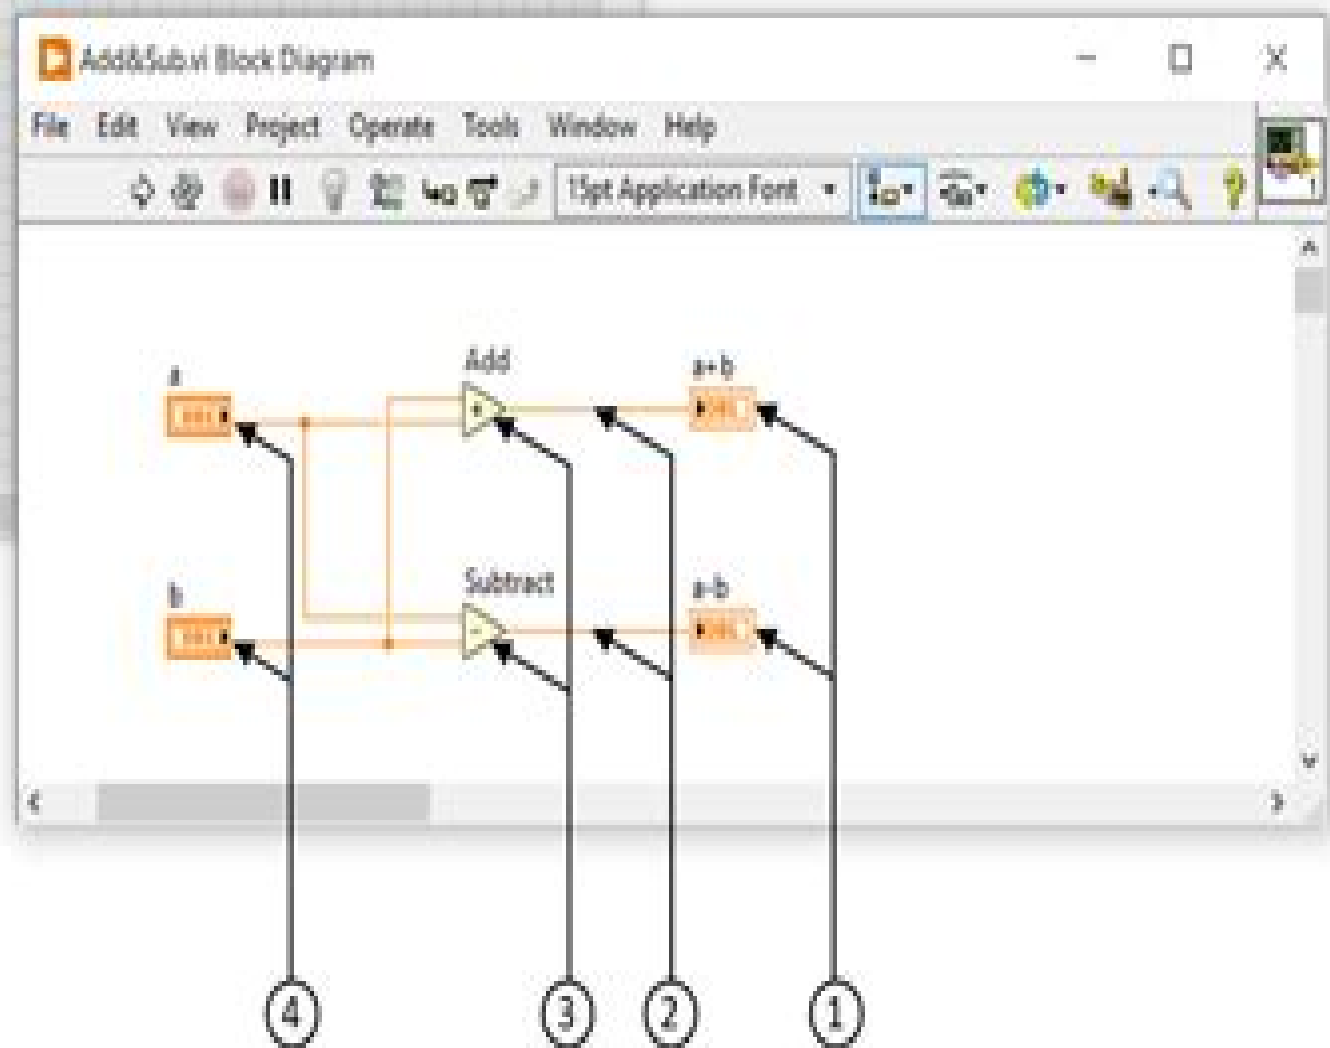 Add&Sub.vi Block Diagram
File Edit View Project Operate Tools Window Help
15pt Application Font
a
Add
a+b
b
Subtract
a-b
4 3 2 1